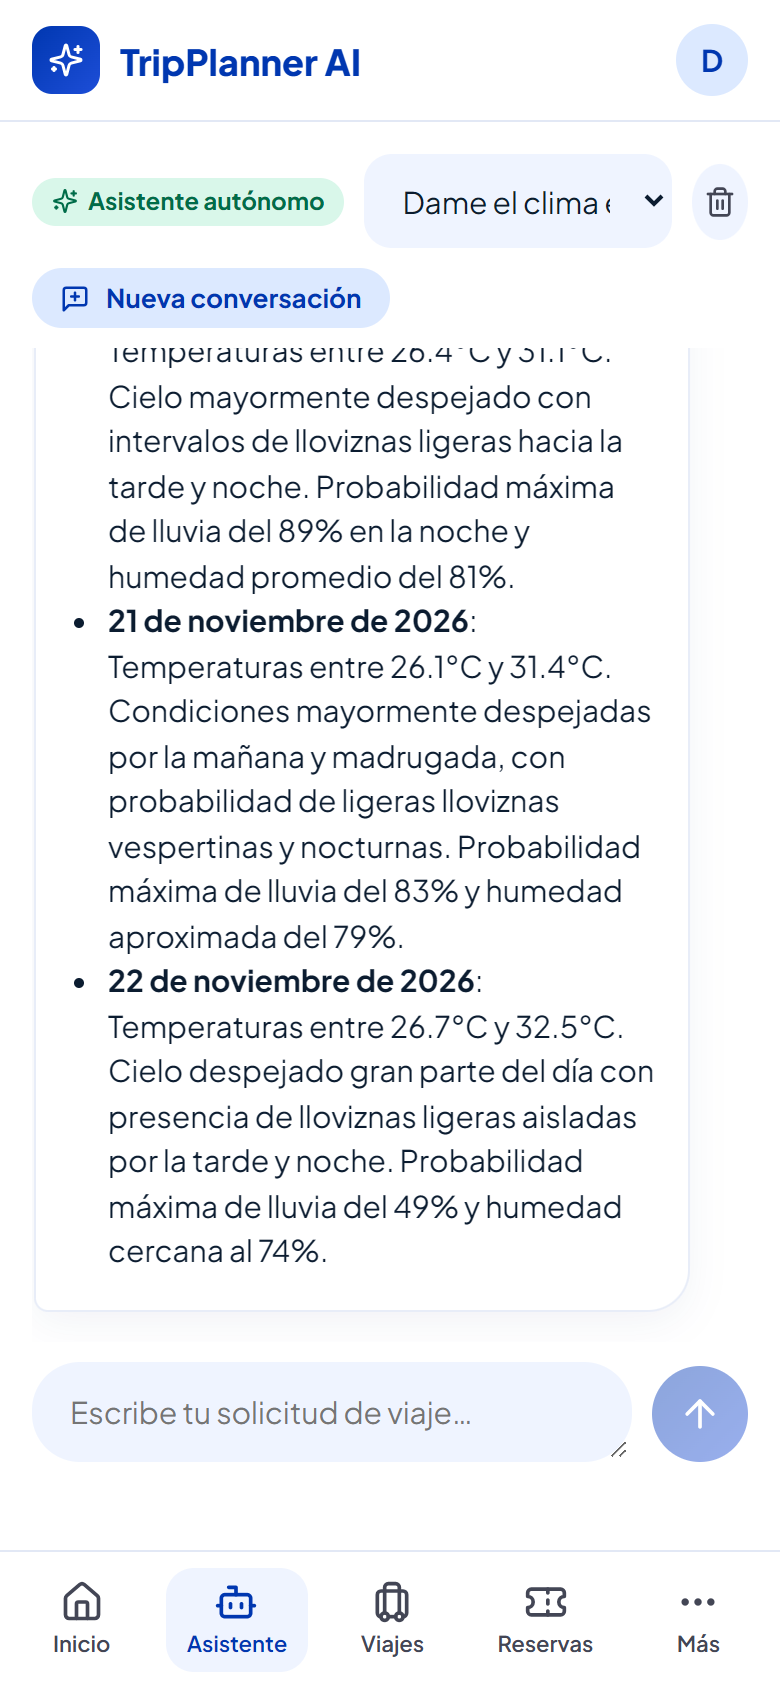 TripPlanner AI
D
Asistente autónomo
Dame el clima
Nueva conversación
Temperaturas entre 26.4°C y 31.1°C.
Cielo mayormente despejado con
intervalos de lloviznas ligeras hacia la
tarde y noche. Probabilidad máxima
de lluvia del 89% en la noche y
humedad promedio del 81%.
• 21 de noviembre de 2026:
Temperaturas entre 26.1°C y 31.4°C.
Condiciones mayormente despejadas
por la mañana y madrugada, con
probabilidad de ligeras lloviznas
vespertinas y nocturnas. Probabilidad
máxima de lluvia del 83% y humedad
aproximada del 79%.
• 22 de noviembre de 2026:
Temperaturas entre 26.7°C y 32.5°C.
Cielo despejado gran parte del día con
presencia de lloviznas ligeras aisladas
por la tarde y noche. Probabilidad
máxima de lluvia del 49% y humedad
cercana al 74%.
Escribe tu solicitud de viaje...
Inicio
Asistente
Viajes
Reservas
Más